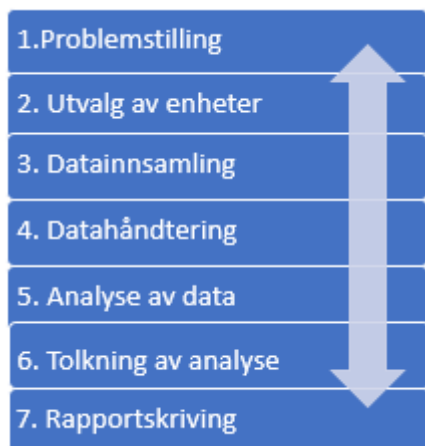 1.Problemstilling
2. Utvalg av enheter
3. Datainnsamling
4. Datahåndtering
5. Analyse av data
6. Tolkning av analyse
7. Rapportskriving